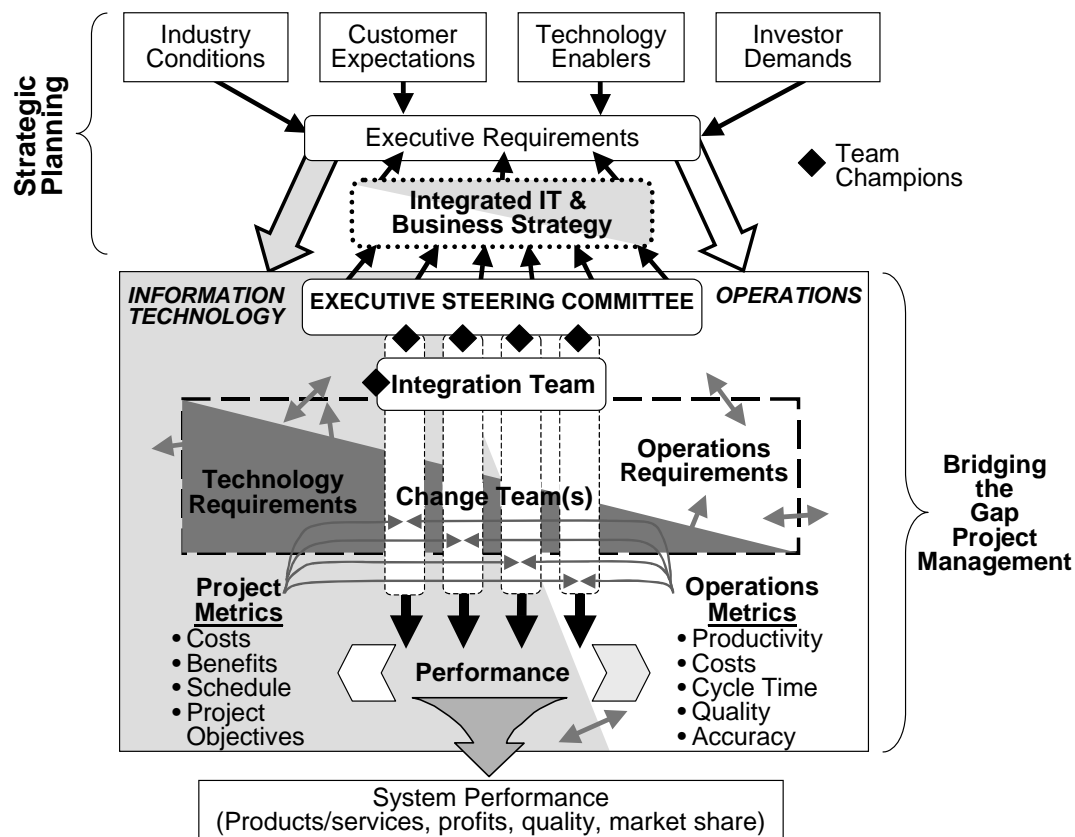 Industry
Conditions
Customer
Expectations
Technology
Enablers
Investor
Demands
Strategic
Planning
Executive Requirements
Team
Champions
Integrated IT &
Business Strategy
INFORMATION
TECHNOLOGY
EXECUTIVE STEERING COMMITTEE
OPERATIONS
Integration Team
Technology
Requirements
Change Team(s)
Operations
Requirements
Bridging
the
Gap
Project
Management
Project
Metrics
• Costs
• Benefits
• Schedule
• Project
Objectives
Operations
Metrics
• Productivity
• Costs
• Cycle Time
• Quality
• Accuracy
Performance
System Performance
(Products/services, profits, quality, market share)